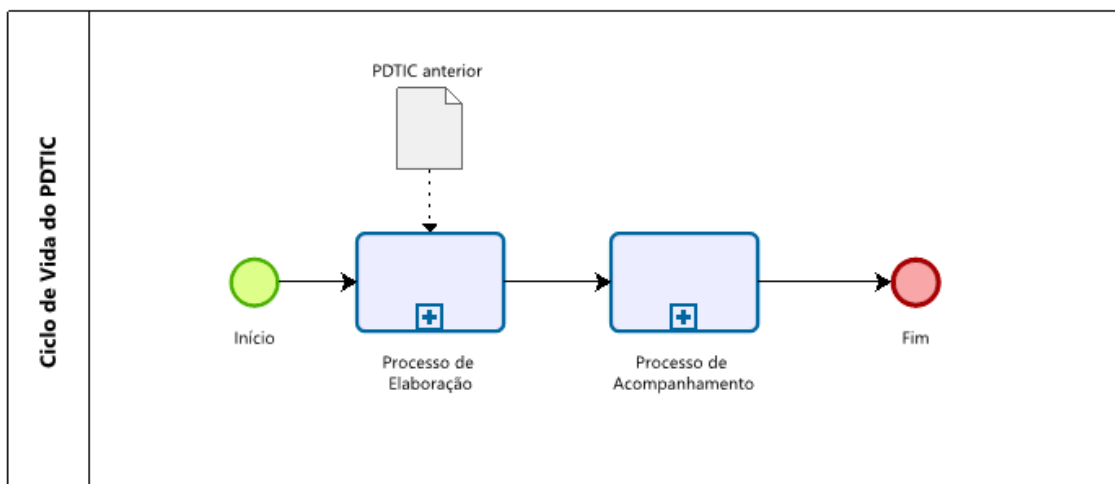 Ciclo de Vida do PDTIC
PDTIC anterior
Início
Processo de
Elaboração
Processo de
Acompanhamento
Fim